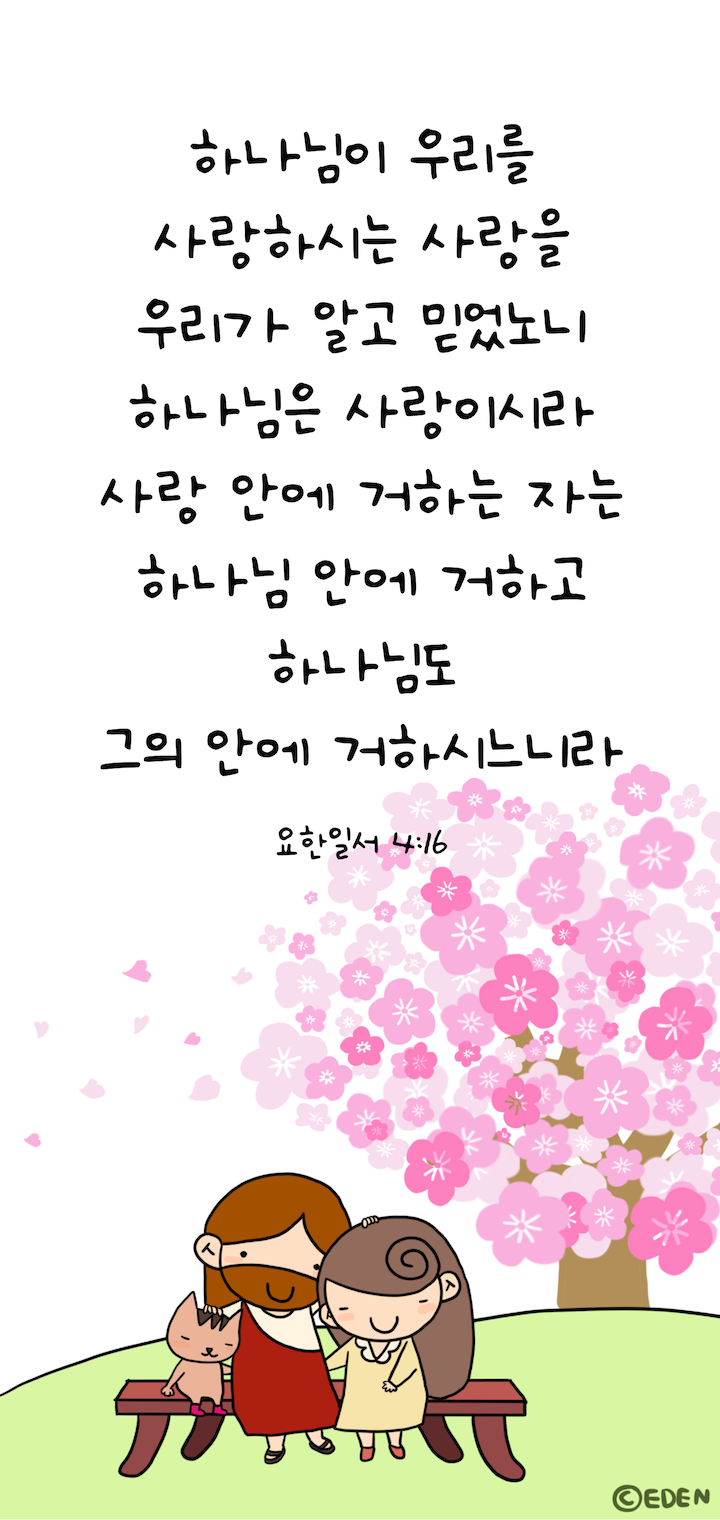 하나님이 우리를
사랑하시는 사랑을
우리가 알고 믿었노니
하나님은 사랑이시라
사랑 안에 거하는 자는
하나님 안에 거하고
하나님도
그의 안에 거하시느니라
요한일서 4:16
©EDEN